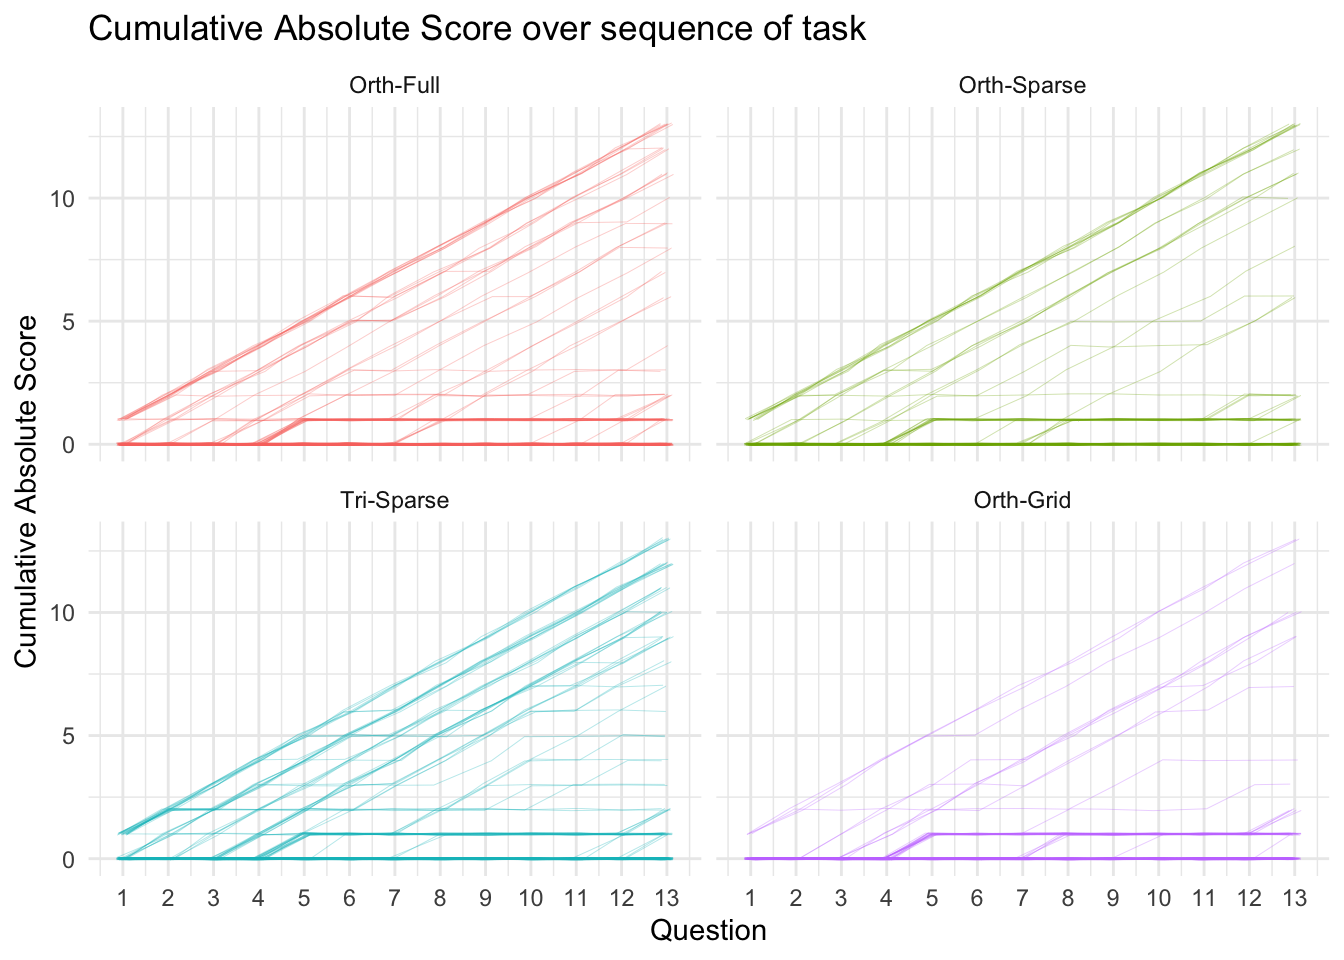 Cumulative Absolute Score over sequence of task
Orth-Full
Orth-Sparse
10
5
0
Tri-Sparse
Orth-Grid
10
5
0
Cumulative Absolute Score
1 2 3 4 5 6 7 8 9 10 11 12 13
1 2 3 4 5 6 7 8 9 10 11 12 13
Question